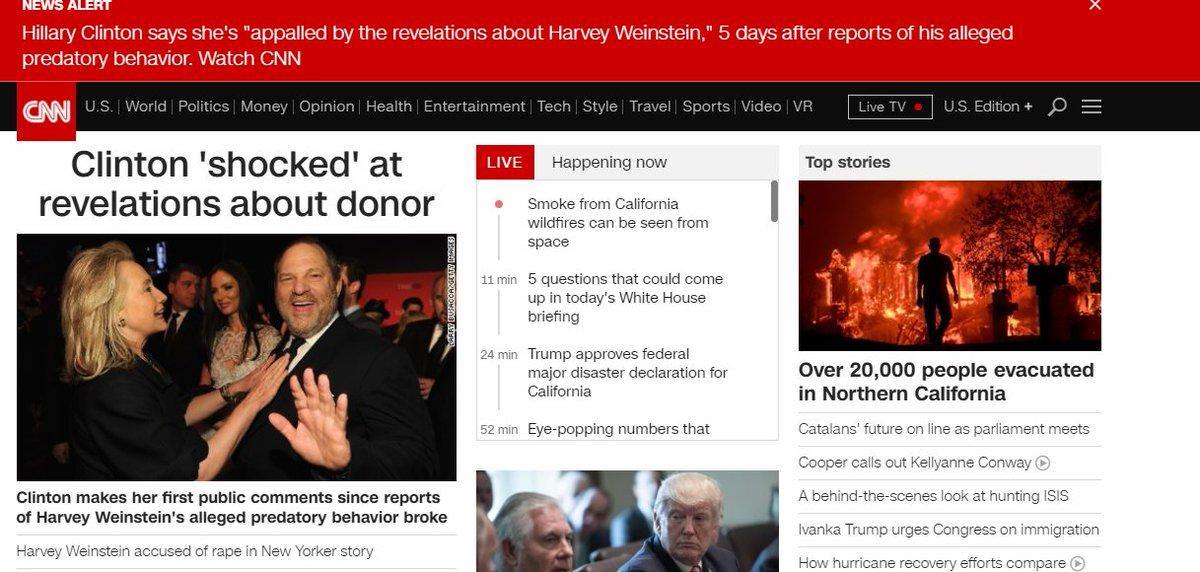 NEWS ALERT
Hillary Clinton says she's "appalled by the revelations about Harvey Weinstein," 5 days after reports of his alleged
predatory behavior. Watch CNN
CNN
U.S. | World | Politics | Money | Opinion | Health | Entertainment | Tech | Style | Travel | Sports | Video | VR
Live TV
U.S. Edition +
Clinton 'shocked' at
revelations about donor
LARRY BUSACCA/GETTY IMAGES
Clinton makes her first public comments since reports
of Harvey Weinstein's alleged predatory behavior broke
Harvey Weinstein accused of rape in New Yorker story
LIVE Happening now
Smoke from California
wildfires can be seen from
space
11 min 5 questions that could come
up in today's White House
briefing
24 min Trump approves federal
major disaster declaration for
California
52 min Eye-popping numbers that
Top stories
Over 20,000 people evacuated
in Northern California
Catalans' future on line as parliament meets
Cooper calls out Kellyanne Conway
A behind-the-scenes look at hunting ISIS
Ivanka Trump urges Congress on immigration
How hurricane recovery efforts compare